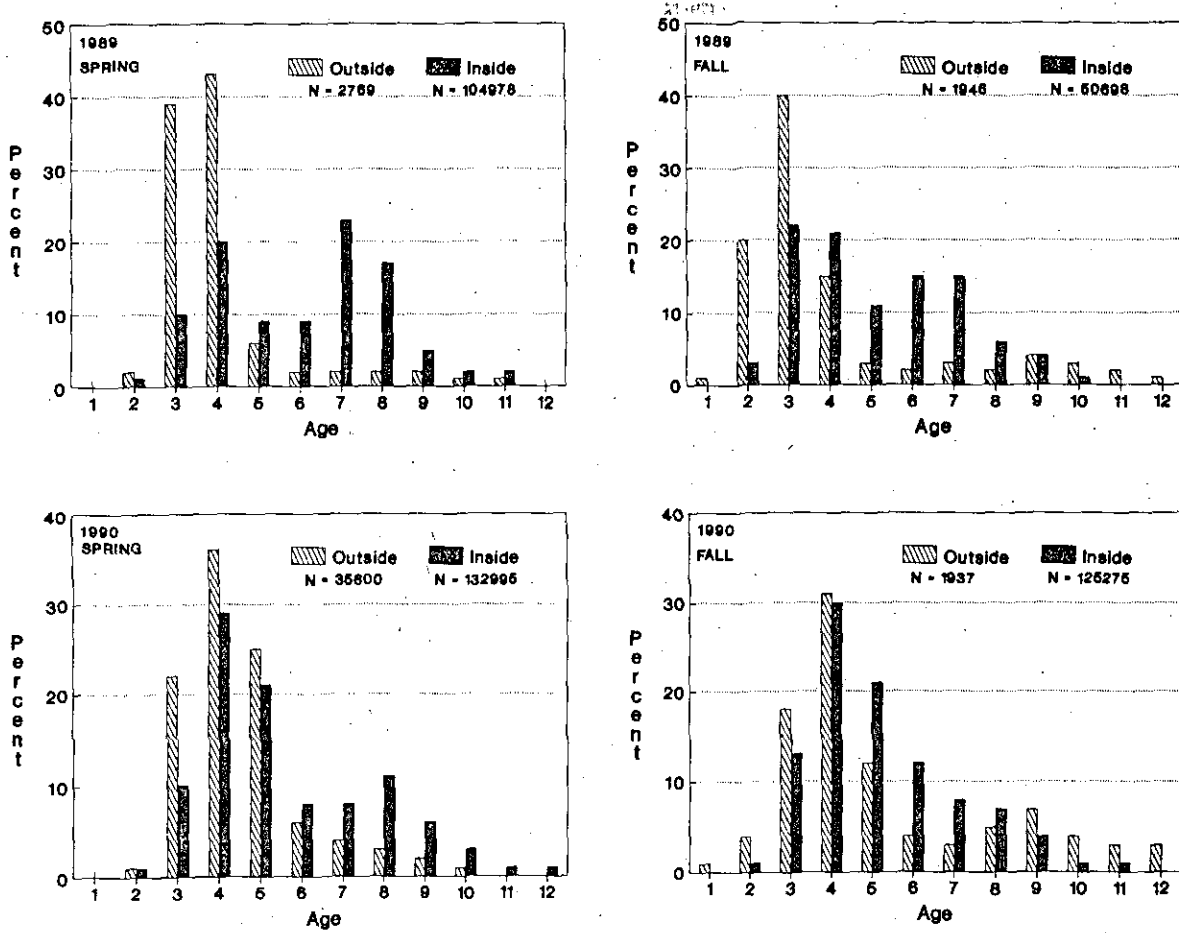 50
1989
SPRING
Outside
Inside
N = 2769
N = 104978
40
30
20
10
0
Percent
1 2 3 4 5 6 7 8 9 10 11 12
Age
50
1989
FALL
Outside
Inside
N = 1946
N = 50698
40
30
20
10
0
Percent
1 2 3 4 5 6 7 8 9 10 11 12
Age
40
1990
SPRING
Outside
Inside
N = 35600
N = 132995
30
20
10
0
Percent
1 2 3 4 5 6 7 8 9 10 11 12
Age
40
1990
FALL
Outside
Inside
N = 1937
N = 125275
30
20
10
0
Percent
1 2 3 4 5 6 7 8 9 10 11 12
Age